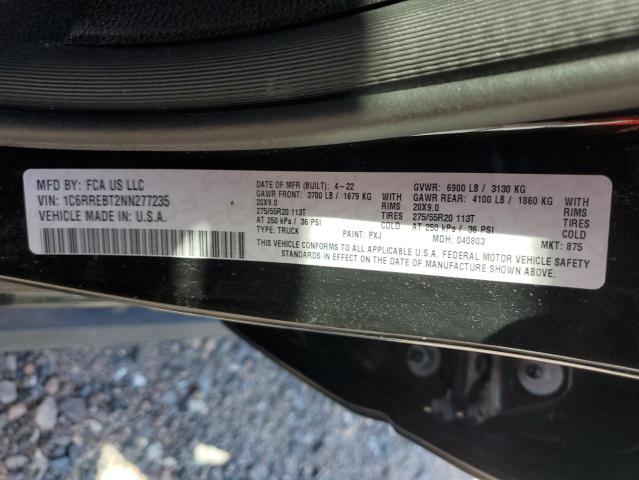 MFD BY: FCA US LLC
VIN: 1C6RREBT2NN277235
VEHICLE MADE IN U.S.A.
DATE OF MFR (BUILT): 4-22
GAWR FRONT: 3700 LB / 1679 KG
20X9.0
275/55R20 113T
AT 250 kPa / 36 PSI
TYPE: TRUCK
WITH
RIMS
TIRES
COLD
PAINT: PXJ
GVWR: 6900 LB / 3130 KG
GAWR REAR: 4100 LB / 1860 KG
20X9.0
275/55R20 113T
AT 250 kPa / 36 PSI
MDH: 040803
WITH
RIMS
TIRES
COLD
MKT: 875
THIS VEHICLE CONFORMS TO ALL APPLICABLE U.S.A. FEDERAL MOTOR VEHICLE SAFETY
STANDARDS IN EFFECT ON THE DATE OF MANUFACTURE SHOWN ABOVE.